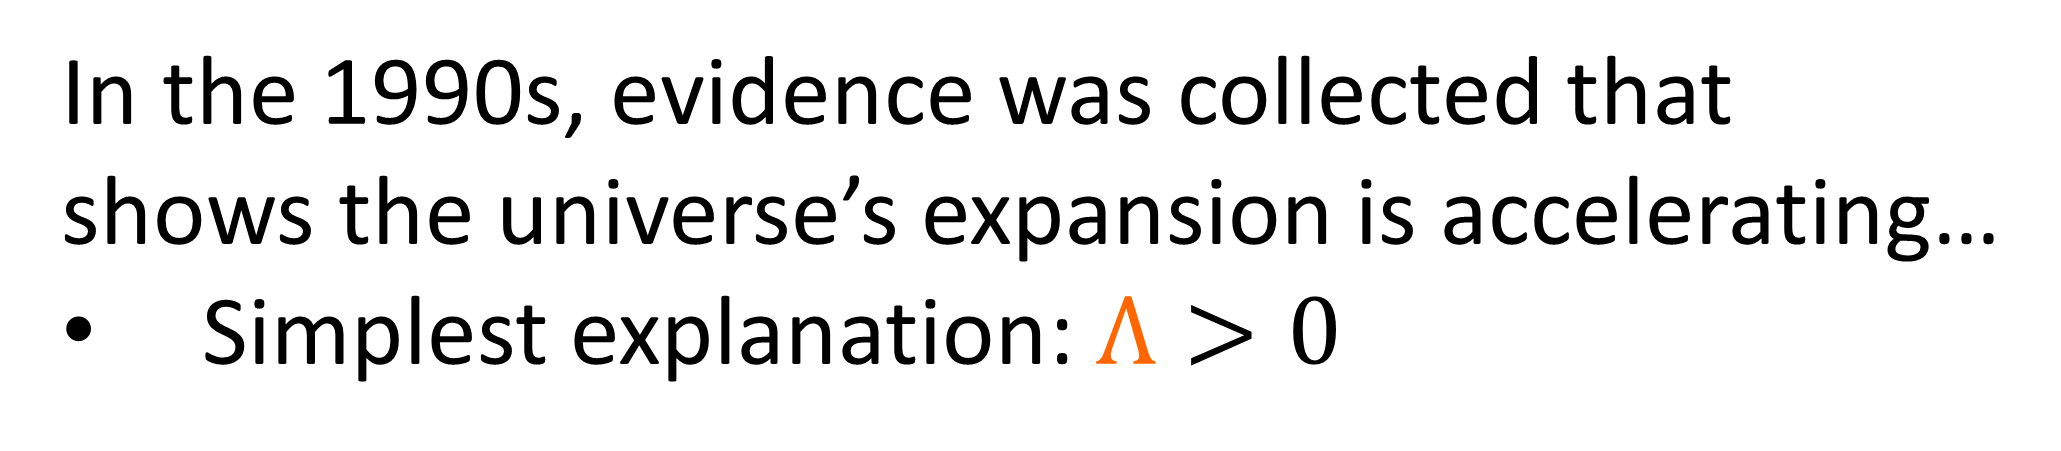 In the 1990s, evidence was collected that
shows the universe’s expansion is accelerating...
• Simplest explanation: Λ > 0